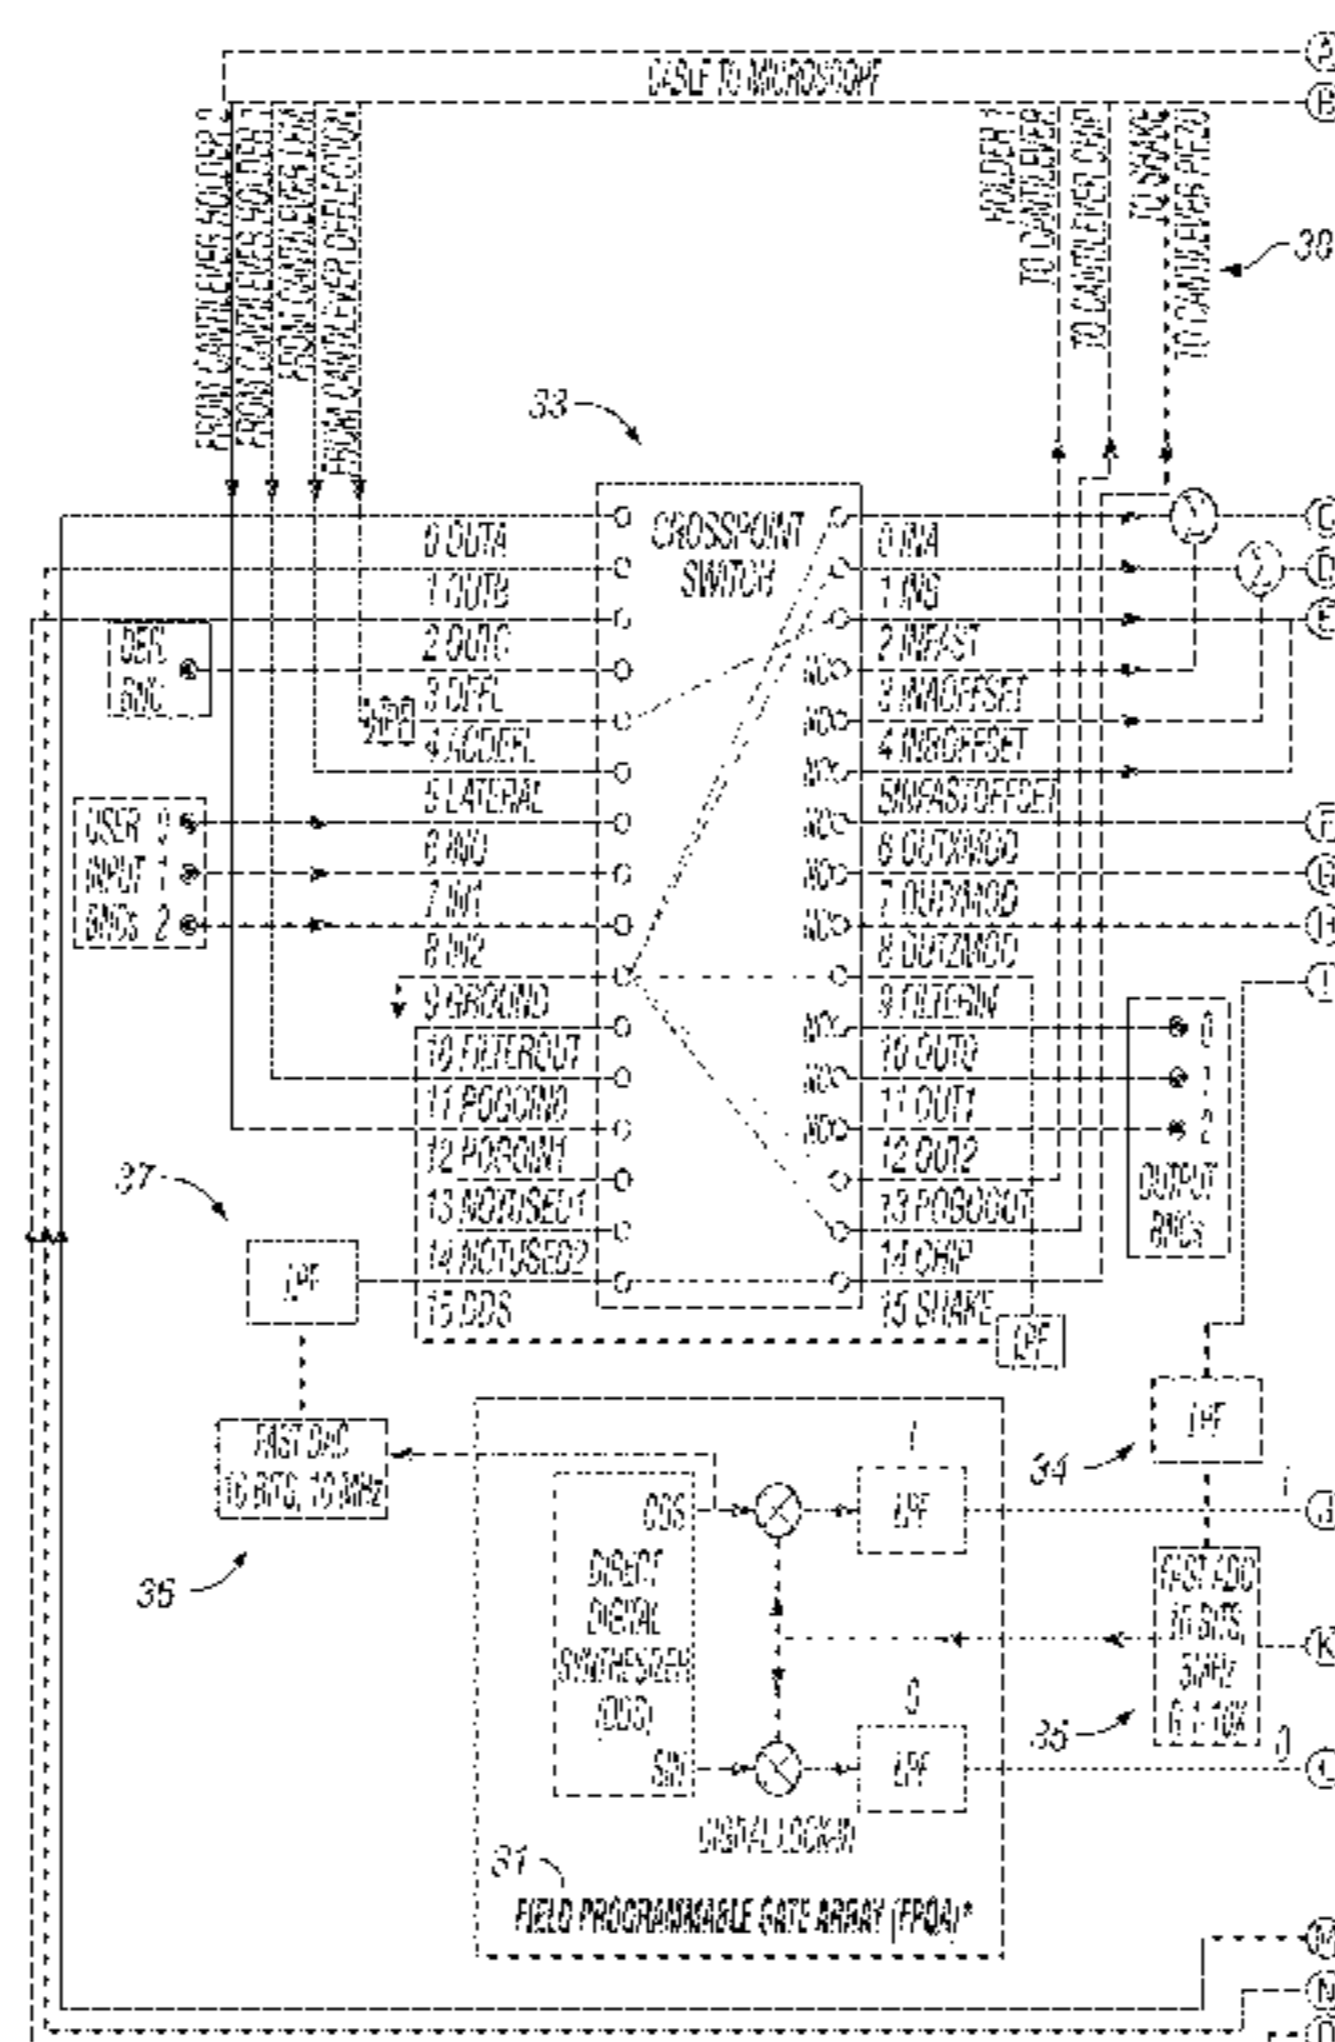 CABLE TO MICROSCOPE
A
B
FROM CANTILEVER HOLDER
FROM CANTILEVER HOLDER 1
FROM CANTILEVER
FROM CANTILEVER DEFLECTION
HOLDER 1
TO CANTILEVER
TO CANTILEVER CHIP
TO SHAKE
TO CANTILEVER PIEZO
30
33
CROSSPOINT
SWITCH
0 OUTA
1 OUTB
2 OUTC
3 DEFL
4 ACDEFL
5 LATERAL
6 IN0
7 IN1
8 IN2
9 GROUND
10 FILTEROUT
11 POGOIN0
12 POGOIN1
13 NOTUSED1
14 NOTUSED2
15 DDS
DEFL
BNC
USER 0
INPUT 1
BNCs 2
0 INA
1 INB
2 INFAST
3 INAOFFSET
4 INBOFFSET
5INFASTOFFSET
6 OUTXMOD
7 OUTYMOD
8 OUTZMOD
9 FILTERIN
10 OUT0
11 OUT1
12 OUT2
13 POGOOUT
14 CHIP
15 SHAKE
Σ
Σ
C
D
E
F
G
H
I
0
1
2
OUTPUT
BNCs
37
LPF
LPF
LPF
34
FAST DAC
16 BITS, 10 MHz
36
DIRECT
DIGITAL
SYNTHESIZER
(DDS)
SIN
I
LPF
Q
LPF
DIGITAL LOCK-IN
FAST ADC
16 BITS,
5MHz
35
K
31
FIELD PROGRAMMABLE GATE ARRAY (FPGA)*
M
N